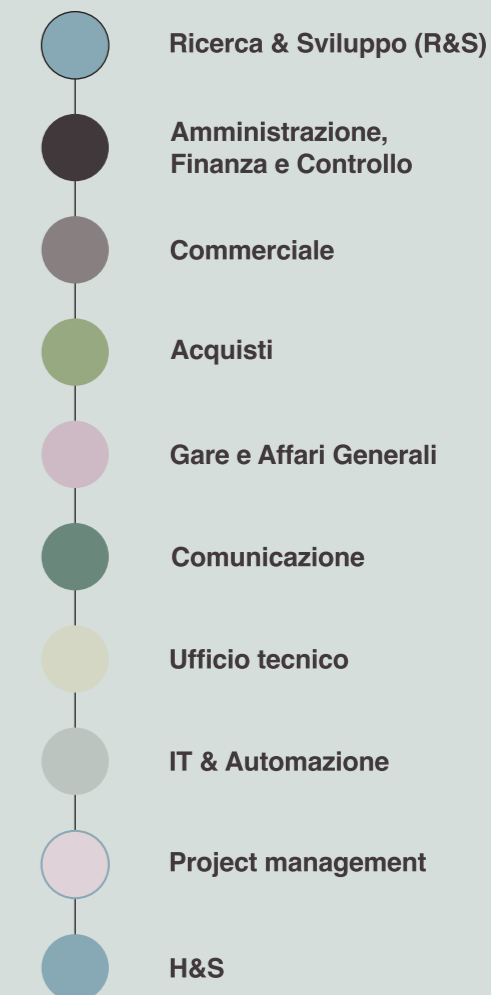 Ricerca & Sviluppo (R&S)
Amministrazione,
Finanza e Controllo
Commerciale
Acquisti
Gare e Affari Generali
Comunicazione
Ufficio tecnico
IT & Automazione
Project management
H&S